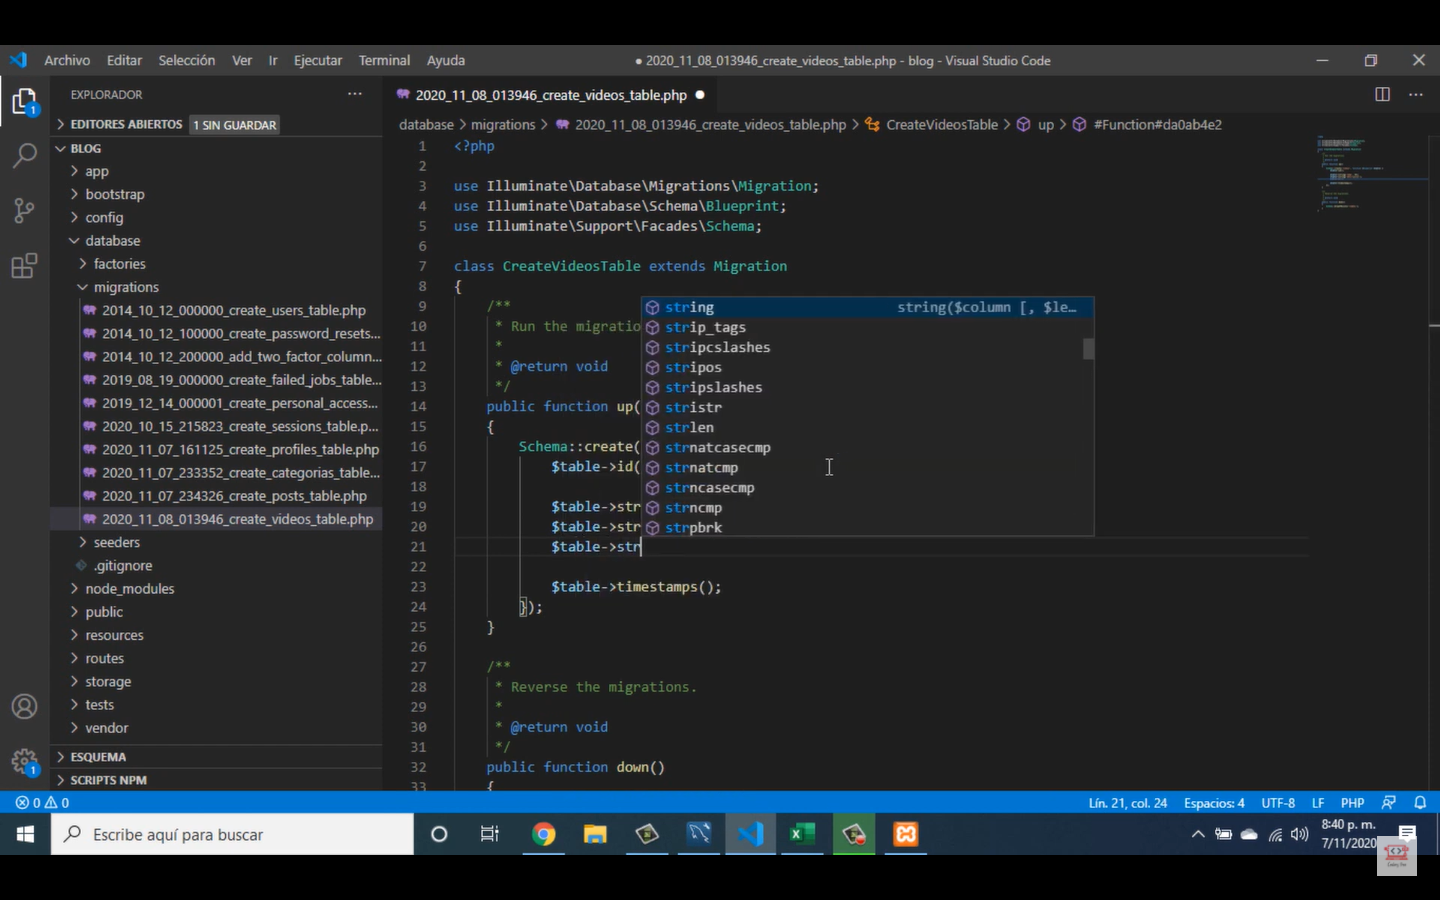 Archivo Editar Selección Ver Ir Ejecutar Terminal Ayuda
● 2020_11_08_013946_create_videos_table.php - blog - Visual Studio Code
EXPLORADOR ...
EDITORES ABIERTOS 1 SIN GUARDAR
BLOG
app
bootstrap
config
database
factories
migrations
2014_10_12_000000_create_users_table.php
2014_10_12_100000_create_password_resets...
2014_10_12_200000_add_two_factor_column...
2019_08_19_000000_create_failed_jobs_table...
2019_12_14_000001_create_personal_access...
2020_10_15_215823_create_sessions_table.p...
2020_11_07_161125_create_profiles_table.php
2020_11_07_233352_create_categorias_table...
2020_11_07_234326_create_posts_table.php
2020_11_08_013946_create_videos_table.php
seeders
.gitignore
node_modules
public
resources
routes
storage
tests
vendor
ESQUEMA
SCRIPTS NPM
1
1
2020_11_08_013946_create_videos_table.php ●
database > migrations > 2020_11_08_013946_create_videos_table.php > CreateVideosTable > up > #Function#da0ab4e2
1 <?php
2
3 use Illuminate\Database\Migrations\Migration;
4 use Illuminate\Database\Schema\Blueprint;
5 use Illuminate\Support\Facades\Schema;
6
7 class CreateVideosTable extends Migration
8 {
9 /**
10 * Run the migratio
11 *
12 * @return void
13 */
14 public function up(
15 {
16 Schema::create(
17 $table->id(
18
19 $table->str
20 $table->str
21 $table->str
22
23 $table->timestamps();
24 });
25 }
26
27 /**
28 * Reverse the migrations.
29 *
30 * @return void
31 */
32 public function down()
33 {
string string($column [, $le...
strip_tags
stripcslashes
stripos
stripslashes
stristr
strlen
strnatcasecmp
strnatcmp
strncasecmp
strncmp
strpbrk
0 0 Lín. 21, col. 24 Espacios: 4 UTF-8 LF PHP
Escribe aquí para buscar
8:40 p. m.
7/11/2020